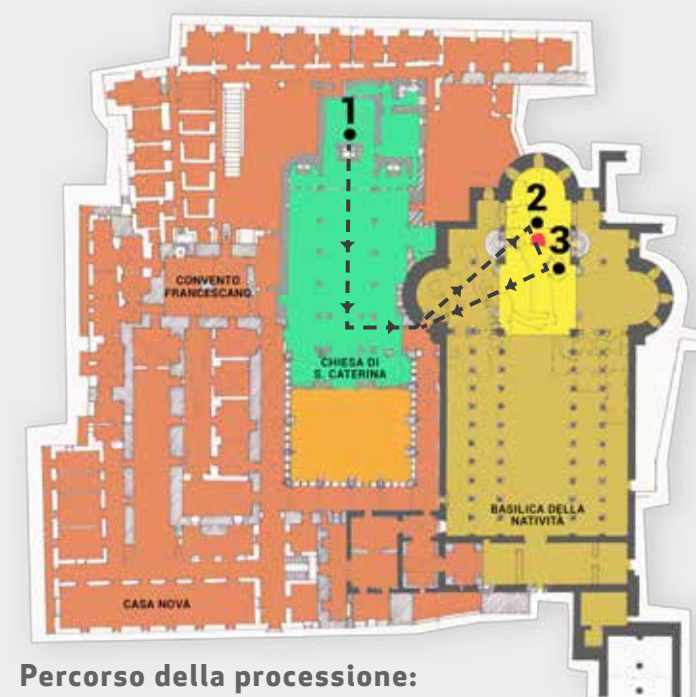 1
2
3
CONVENTO
FRANCESCANO
CHIESA DI
S. CATERINA
BASILICA DELLA
NATIVITÀ
CASA NOVA
Percorso della processione: